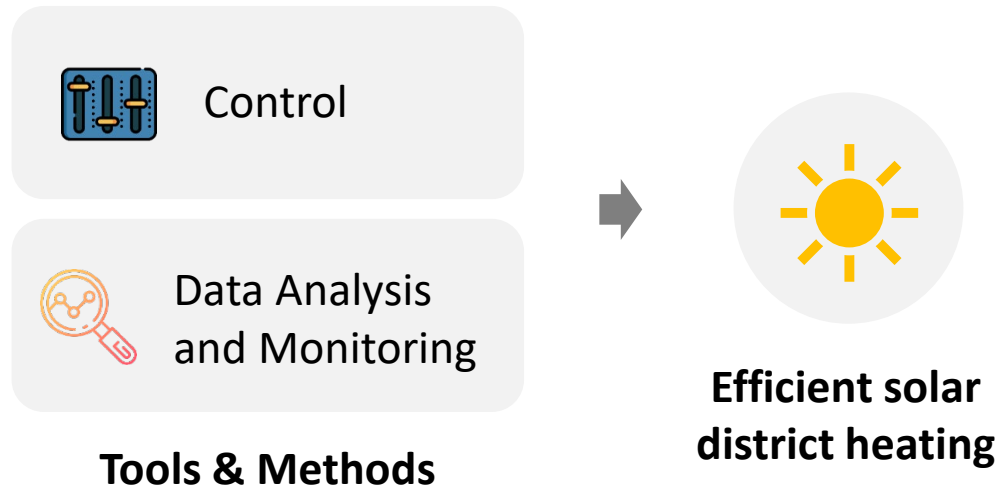 Control
Data Analysis
and Monitoring
Tools & Methods
Efficient solar
district heating